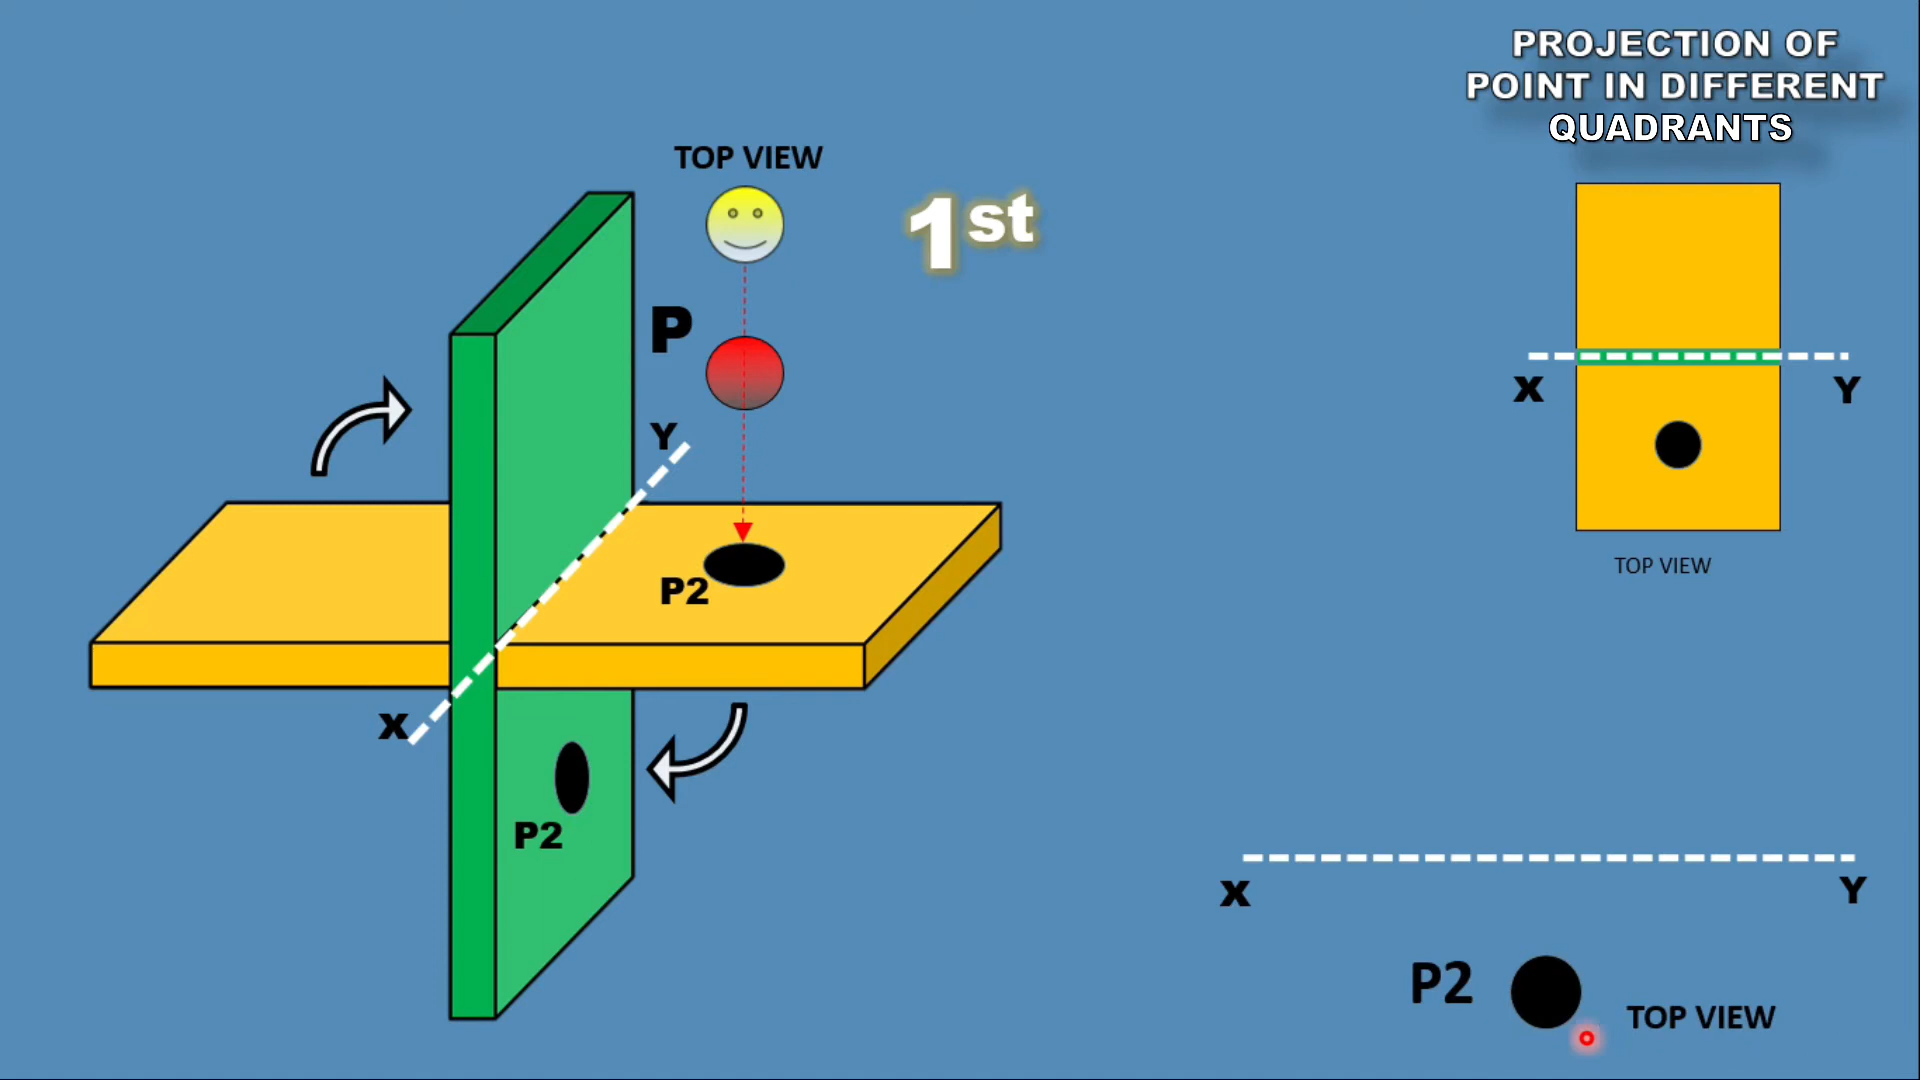 PROJECTION OF
POINT IN DIFFERENT
QUADRANTS
TOP VIEW
1st
P
Y
P2
X
P2
X
Y
TOP VIEW
X
Y
P2
TOP VIEW